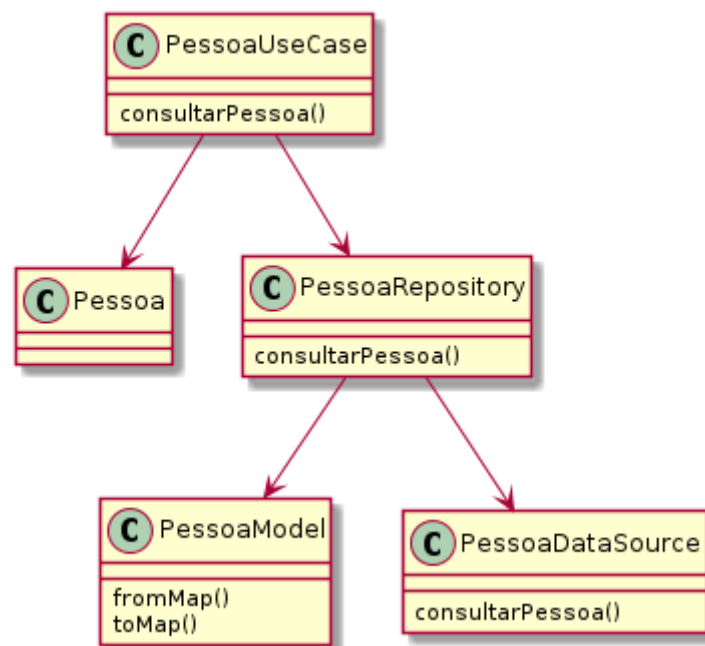 C PessoaUseCase
consultarPessoa()
C Pessoa
C PessoaRepository
consultarPessoa()
C PessoaModel
fromMap()
toMap()
C PessoaDataSource
consultarPessoa()